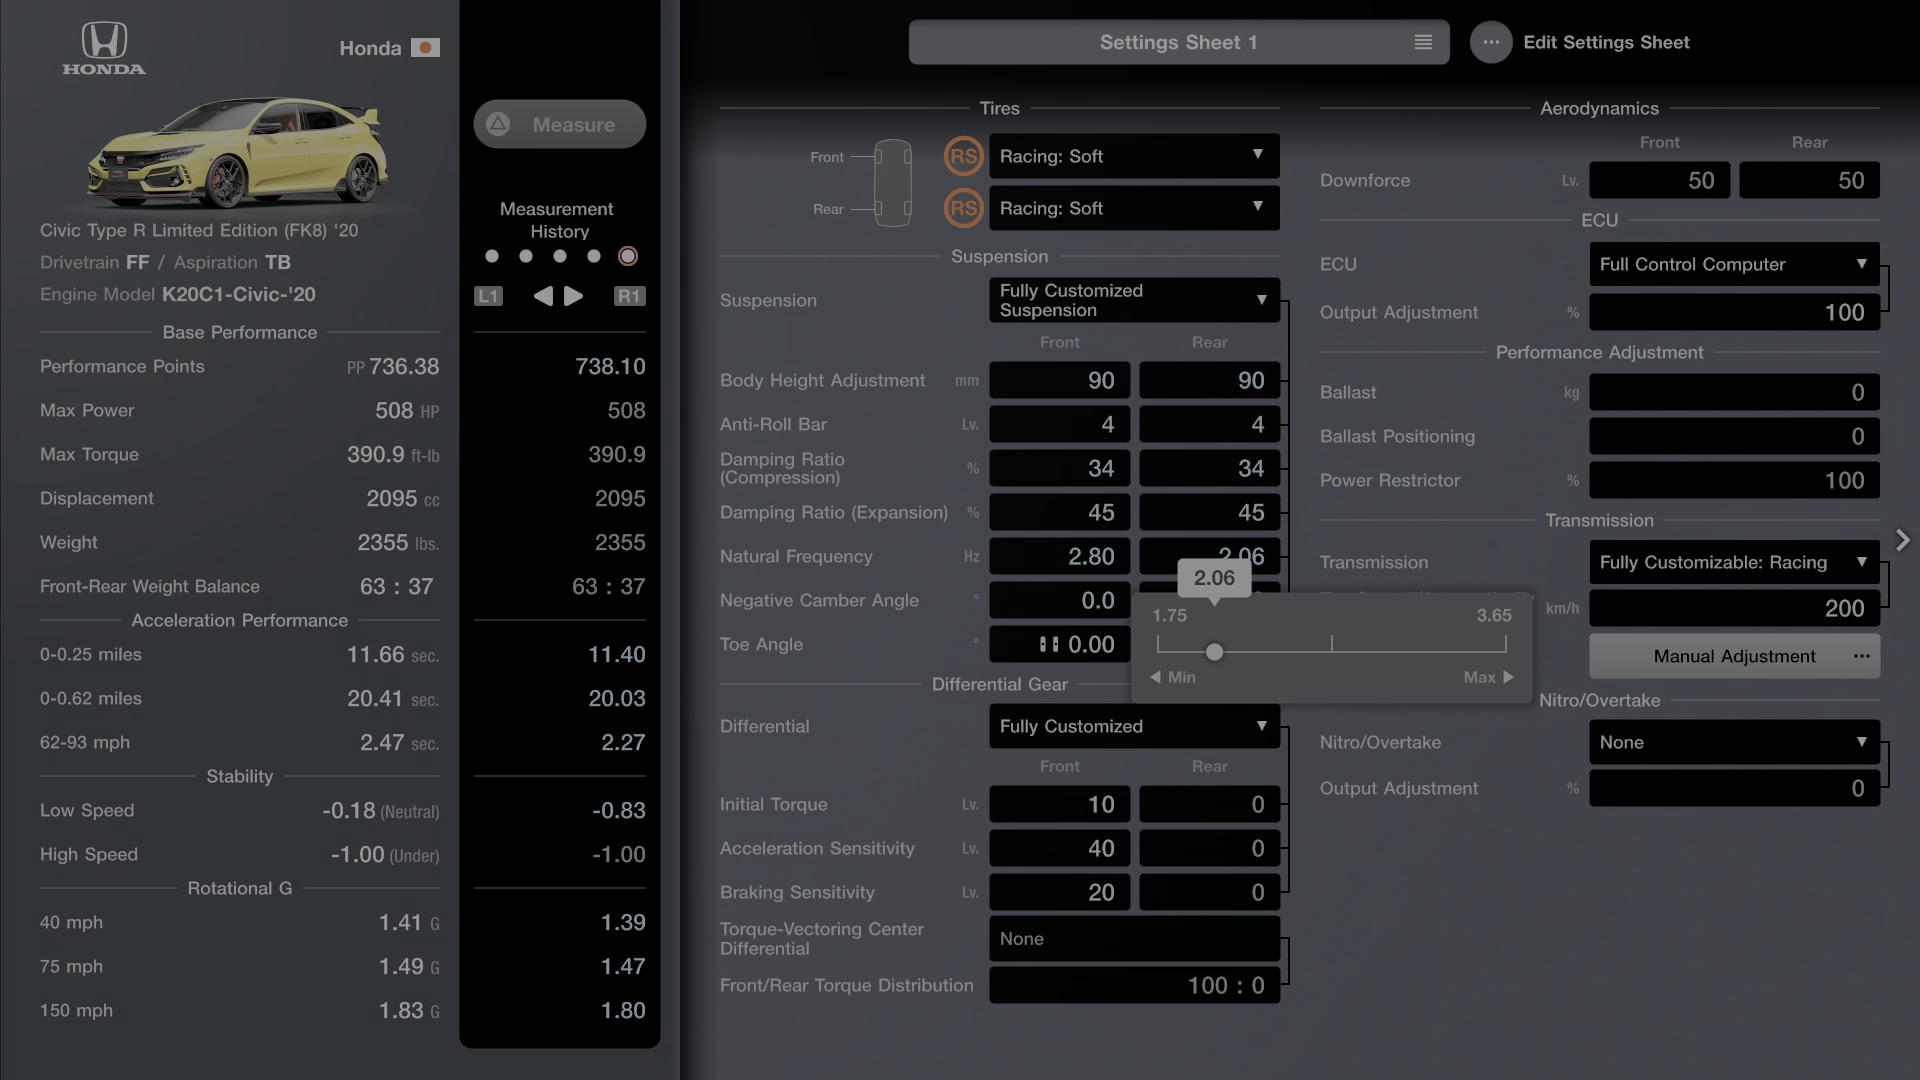 HONDA
Honda
Civic Type R Limited Edition (FK8) '20
Drivetrain FF / Aspiration TB
Engine Model K20C1-Civic-'20
Base Performance
Performance Points PP 736.38 738.10
Max Power 508 HP 508
Max Torque 390.9 ft-lb 390.9
Displacement 2095 cc 2095
Weight 2355 lbs. 2355
Front-Rear Weight Balance 63 : 37 63 : 37
Acceleration Performance
0-0.25 miles 11.66 sec. 11.40
0-0.62 miles 20.41 sec. 20.03
62-93 mph 2.47 sec. 2.27
Stability
Low Speed -0.18 (Neutral) -0.83
High Speed -1.00 (Under) -1.00
Rotational G
40 mph 1.41 G 1.39
75 mph 1.49 G 1.47
150 mph 1.83 G 1.80
Measure
Measurement
History
L1 R1
Settings Sheet 1
Edit Settings Sheet
Tires
Front RS Racing: Soft
Rear RS Racing: Soft
Suspension
Suspension Fully Customized
Suspension
Front Rear
Body Height Adjustment mm 90 90
Anti-Roll Bar Lv. 4 4
Damping Ratio
(Compression) % 34 34
Damping Ratio (Expansion) % 45 45
Natural Frequency Hz 2.80 2.06
Negative Camber Angle ° 0.0
Toe Angle ° 0.00
2.06
1.75 3.65
Min Max
Differential Gear
Differential Fully Customized
Front Rear
Initial Torque Lv. 10 0
Acceleration Sensitivity Lv. 40 0
Braking Sensitivity Lv. 20 0
Torque-Vectoring Center
Differential None
Front/Rear Torque Distribution 100 : 0
Aerodynamics
Front Rear
Downforce Lv. 50 50
ECU
ECU Full Control Computer
Output Adjustment % 100
Performance Adjustment
Ballast kg 0
Ballast Positioning 0
Power Restrictor % 100
Transmission
Transmission Fully Customizable: Racing
km/h 200
Manual Adjustment
Nitro/Overtake
Nitro/Overtake None
Output Adjustment % 0